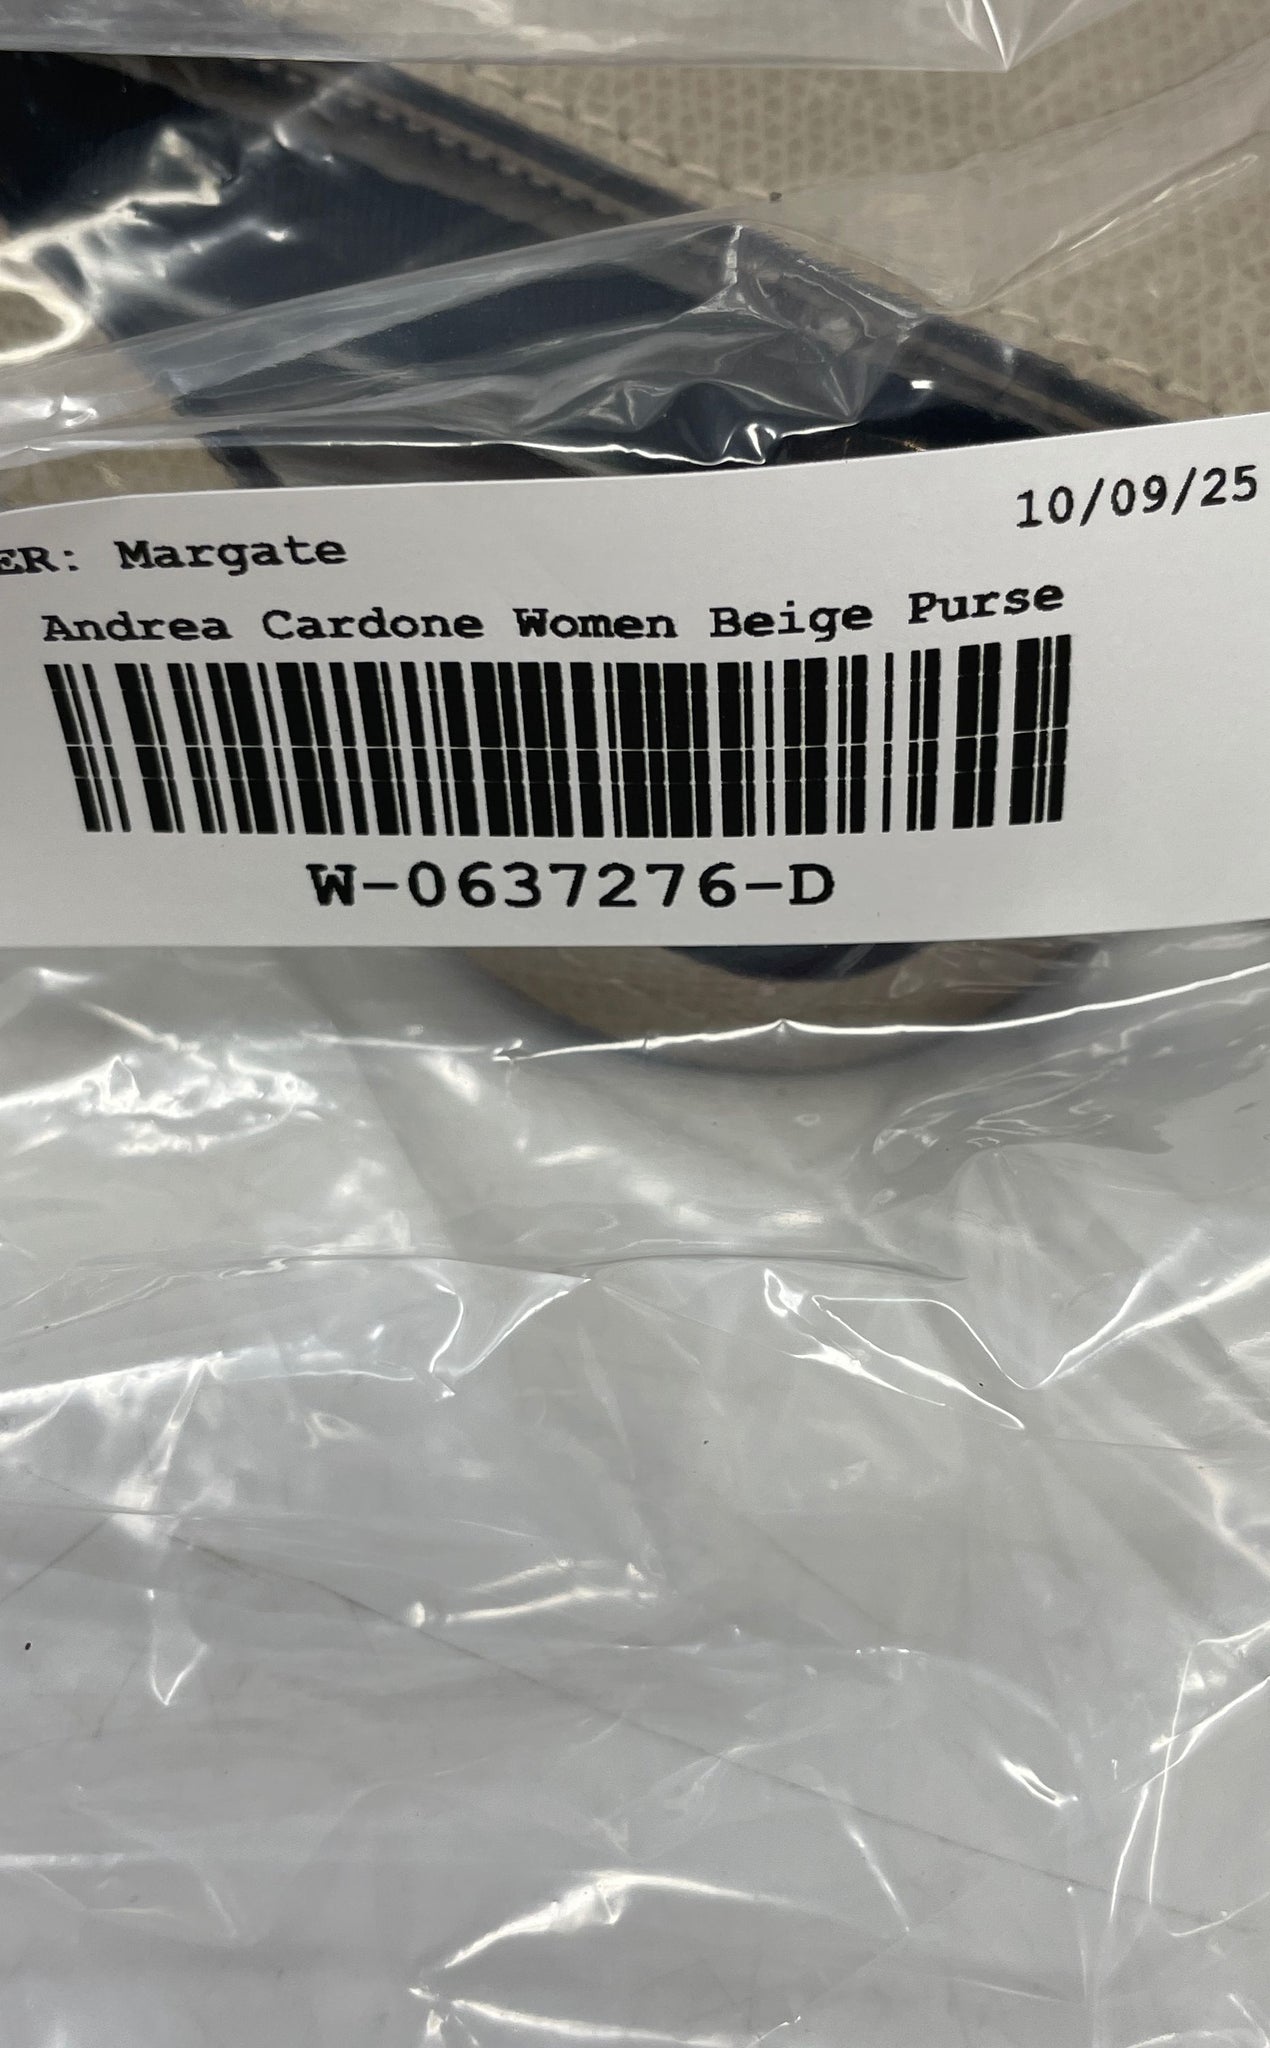 10/09/25
ER: Margate
Andrea Cardone Women Beige Purse
W-0637276-D